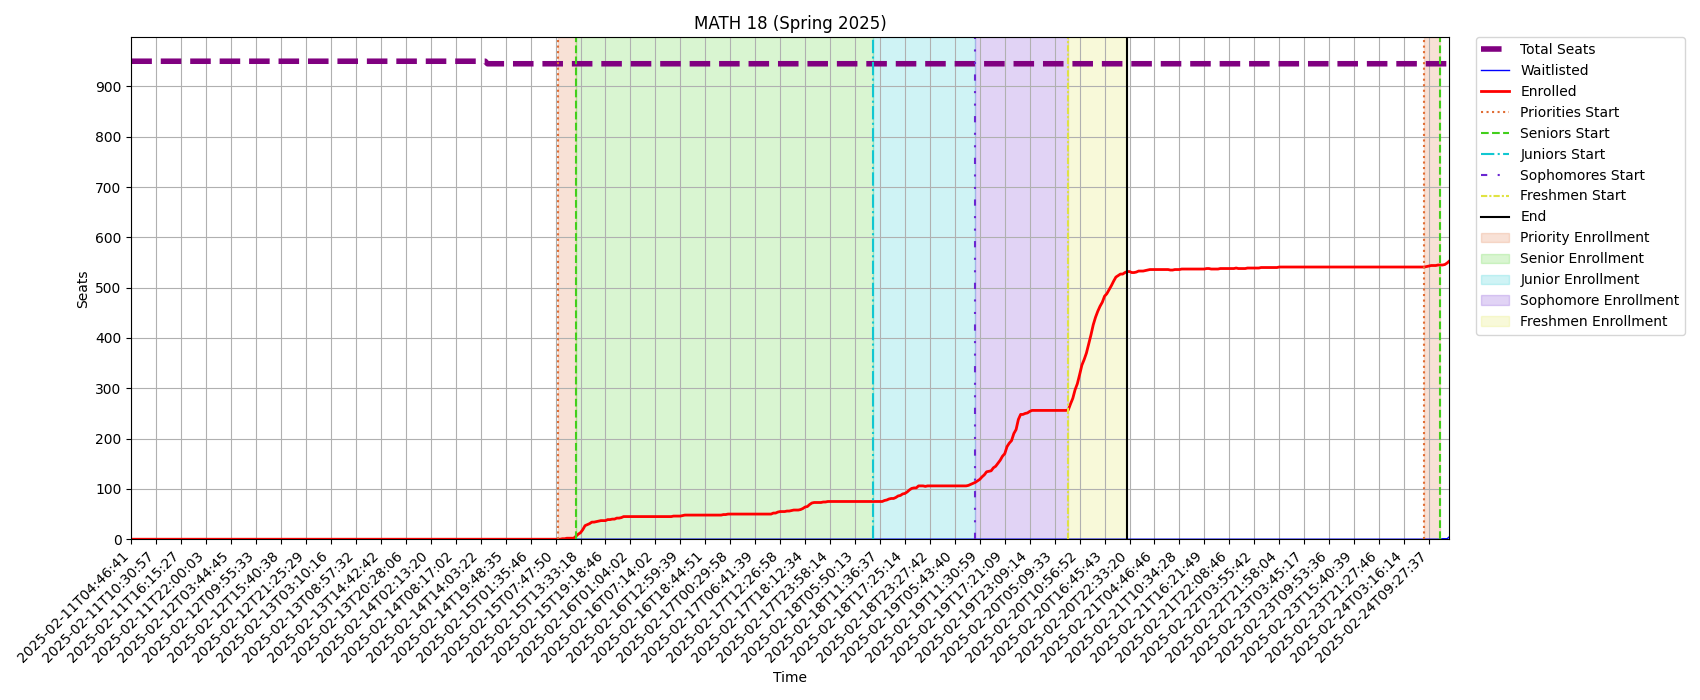 MATH 18 (Spring 2025)
Seats
900
800
700
600
500
400
300
200
100
0
2025-02-11T04:46:41
2025-02-11T10:30:57
2025-02-11T16:15:27
2025-02-11T22:00:03
2025-02-12T03:44:45
2025-02-12T09:55:33
2025-02-12T15:40:38
2025-02-12T21:25:29
2025-02-13T03:10:16
2025-02-13T08:57:32
2025-02-13T14:42:42
2025-02-13T20:28:06
2025-02-14T02:13:20
2025-02-14T08:17:02
2025-02-14T14:03:22
2025-02-14T19:48:35
2025-02-15T01:35:46
2025-02-15T07:47:50
2025-02-15T13:33:18
2025-02-15T19:18:46
2025-02-16T01:04:02
2025-02-16T07:14:02
2025-02-16T12:59:39
2025-02-16T18:44:51
2025-02-17T00:29:58
2025-02-17T06:41:39
2025-02-17T12:26:58
2025-02-17T18:12:34
2025-02-17T23:58:14
2025-02-18T05:50:13
2025-02-18T11:36:37
2025-02-18T17:25:14
2025-02-18T23:27:42
2025-02-19T05:43:40
2025-02-19T11:30:59
2025-02-19T17:21:09
2025-02-19T23:09:14
2025-02-20T05:09:33
2025-02-20T10:56:52
2025-02-20T16:45:43
2025-02-20T22:33:20
2025-02-21T04:46:46
2025-02-21T10:34:28
2025-02-21T16:21:49
2025-02-21T22:08:46
2025-02-22T03:55:42
2025-02-22T21:58:04
2025-02-23T03:45:17
2025-02-23T09:53:36
2025-02-23T15:40:39
2025-02-23T21:27:46
2025-02-24T03:16:14
2025-02-24T09:27:37
Time
Total Seats
Waitlisted
Enrolled
Priorities Start
Seniors Start
Juniors Start
Sophomores Start
Freshmen Start
End
Priority Enrollment
Senior Enrollment
Junior Enrollment
Sophomore Enrollment
Freshmen Enrollment